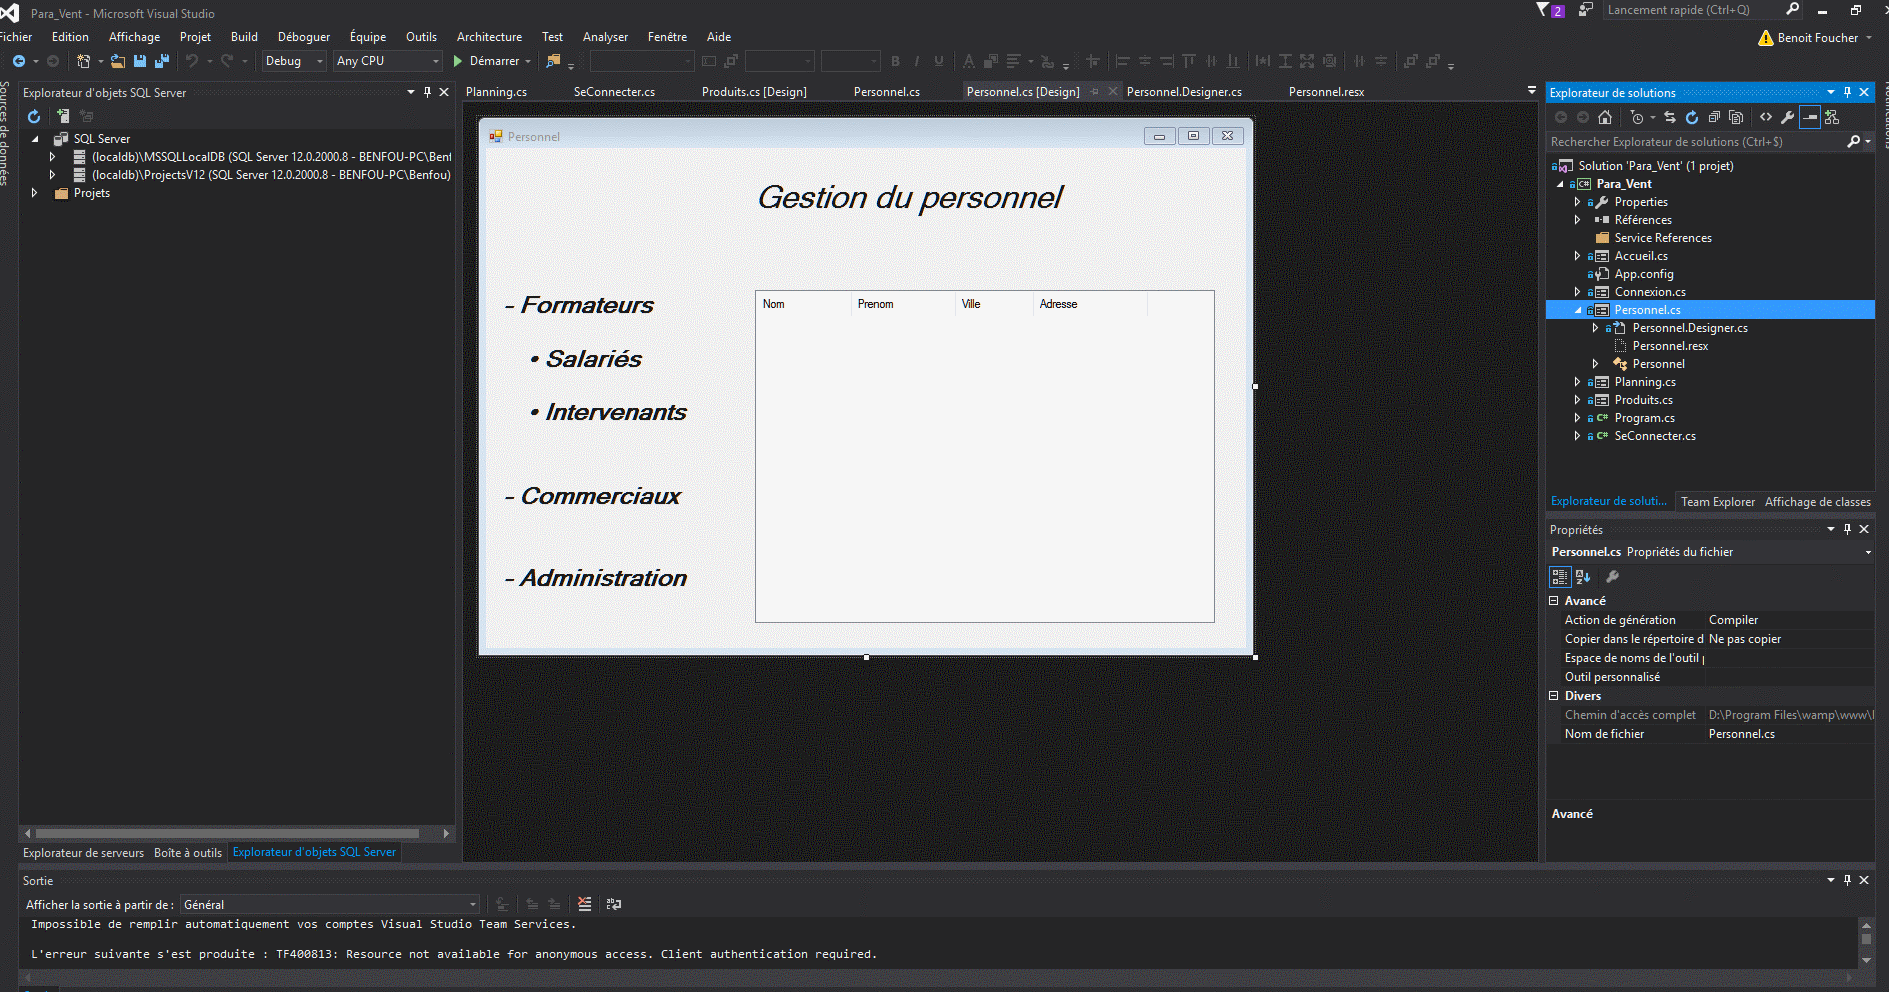 Para_Vent - Microsoft Visual Studio
2
Lancement rapide (Ctrl+Q)
Fichier Edition Affichage Projet Build Déboguer Équipe Outils Architecture Test Analyser Fenêtre Aide
Benoit Foucher
Debug Any CPU Démarrer
B I U
Sources de données
Explorateur d'objets SQL Server
SQL Server
(localdb)\MSSQLLocalDB (SQL Server 12.0.2000.8 - BENFOU-PC\Benf
(localdb)\ProjectsV12 (SQL Server 12.0.2000.8 - BENFOU-PC\Benfou)
Projets
Explorateur de serveurs Boîte à outils Explorateur d'objets SQL Server
Planning.cs SeConnecter.cs Produits.cs [Design] Personnel.cs Personnel.cs [Design] Personnel.Designer.cs Personnel.resx
Personnel
Gestion du personnel
- Formateurs
• Salariés
• Intervenants
- Commerciaux
- Administration
Nom Prenom Ville Adresse
Explorateur de solutions
Rechercher Explorateur de solutions (Ctrl+$)
Solution 'Para_Vent' (1 projet)
C# Para_Vent
Properties
Références
Service References
Accueil.cs
App.config
Connexion.cs
Personnel.cs
Personnel.Designer.cs
Personnel.resx
Personnel
Planning.cs
Produits.cs
C# Program.cs
C# SeConnecter.cs
Explorateur de soluti... Team Explorer Affichage de classes
Propriétés
Personnel.cs Propriétés du fichier
Avancé
Action de génération Compiler
Copier dans le répertoire d Ne pas copier
Espace de noms de l'outil
Outil personnalisé
Divers
Chemin d'accès complet D:\Program Files\wamp\www\
Nom de fichier Personnel.cs
Avancé
Sortie
Afficher la sortie à partir de : Général
Impossible de remplir automatiquement vos comptes Visual Studio Team Services.
L'erreur suivante s'est produite : TF400813: Resource not available for anonymous access. Client authentication required.